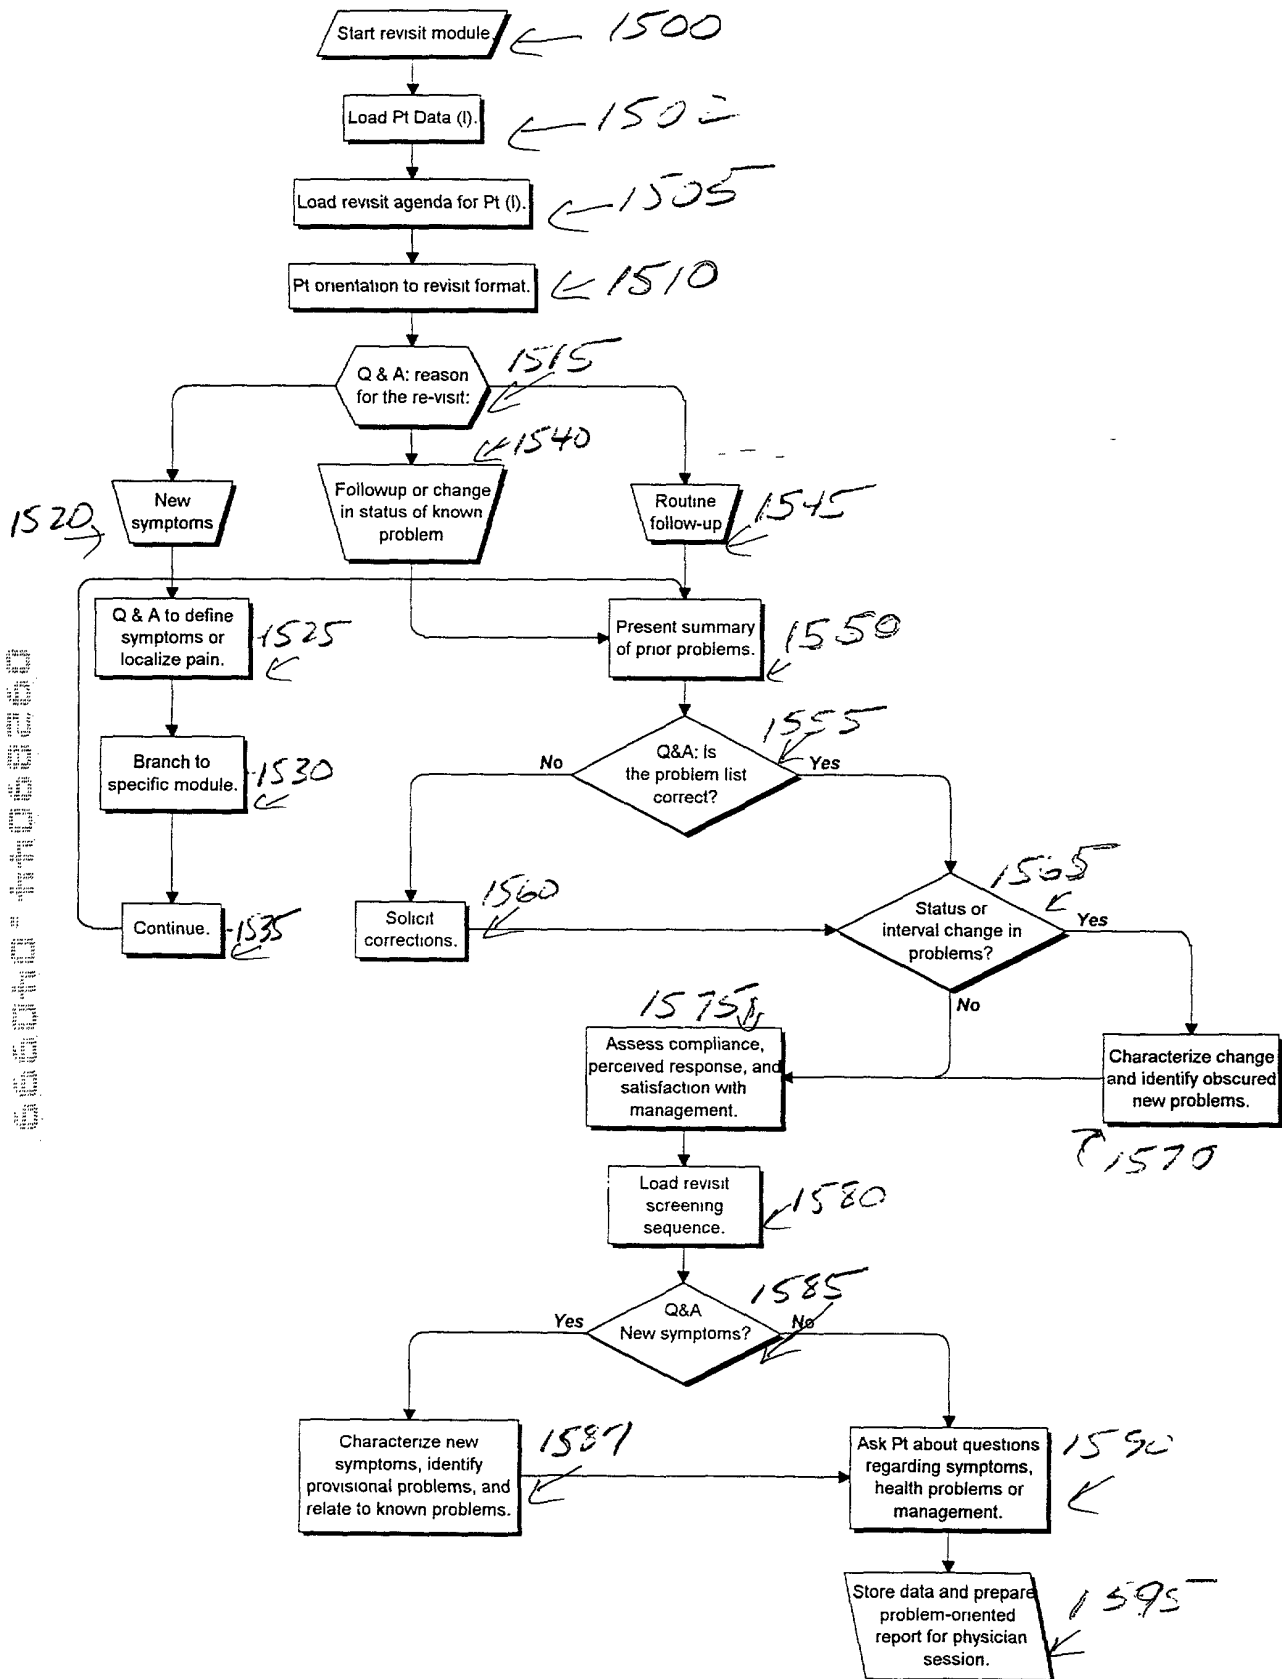 Start revisit module.
1500
Load Pt Data (I).
1502
Load revisit agenda for Pt (I).
1505
Pt orientation to revisit format.
1510
Q & A: reason
for the re-visit:
1515
1520
New
symptoms
1540
Followup or change
in status of known
problem
Routine
follow-up
1545
Q & A to define
symptoms or
localize pain.
1525
Present summary
of prior problems.
1550
Branch to
specific module.
1530
No
Q&A: Is
the problem list
correct?
1555
Yes
Continue.
1535
Solicit
corrections.
1560
Status or
interval change in
problems?
1565
Yes
No
1575
Assess compliance,
perceived response, and
satisfaction with
management.
Characterize change
and identify obscured
new problems.
1570
Load revisit
screening
sequence.
1580
Yes
Q&A
New symptoms?
1585
No
Characterize new
symptoms, identify
provisional problems, and
relate to known problems.
1587
Ask Pt about questions
regarding symptoms,
health problems or
management.
1590
Store data and prepare
problem-oriented
report for physician
session.
1595